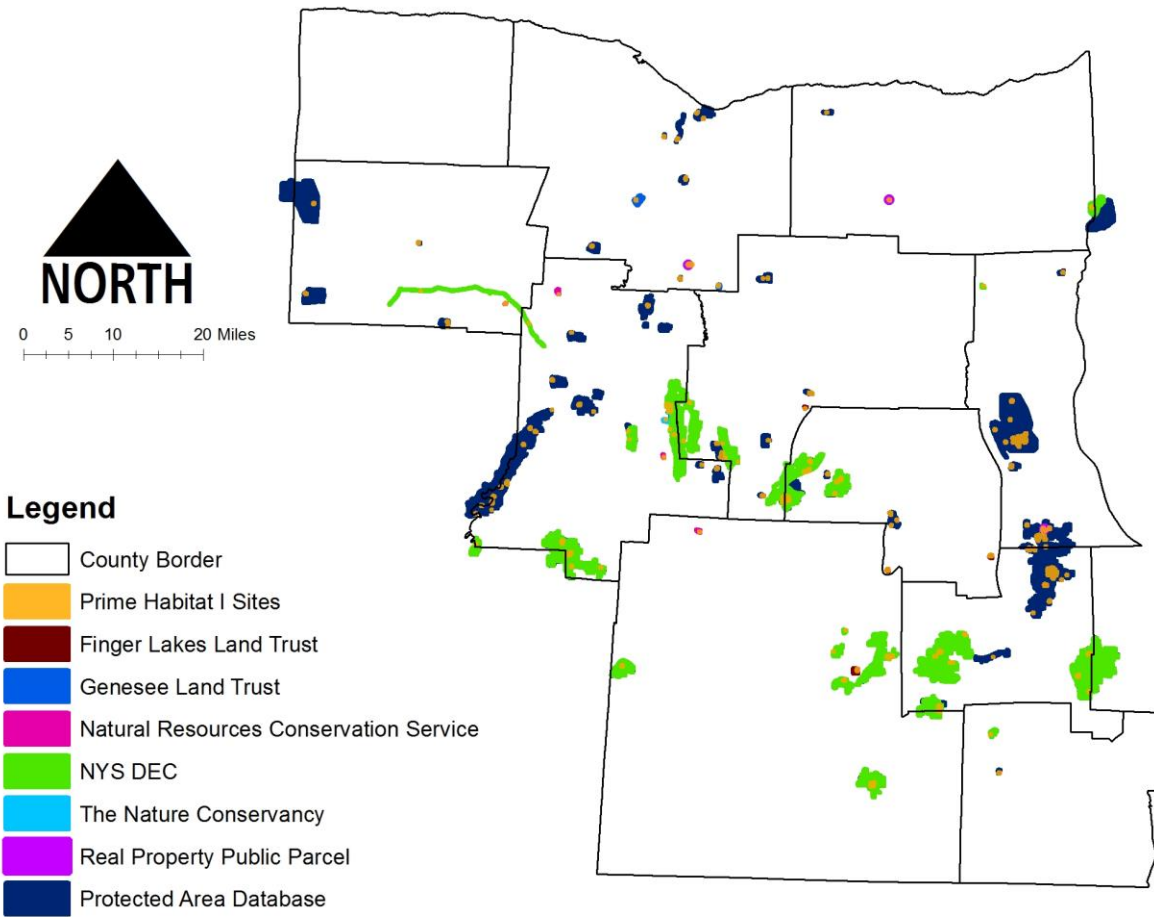 NORTH
0 5 10 20 Miles
Legend
County Border
Prime Habitat I Sites
Finger Lakes Land Trust
Genesee Land Trust
Natural Resources Conservation Service
NYS DEC
The Nature Conservancy
Real Property Public Parcel
Protected Area Database